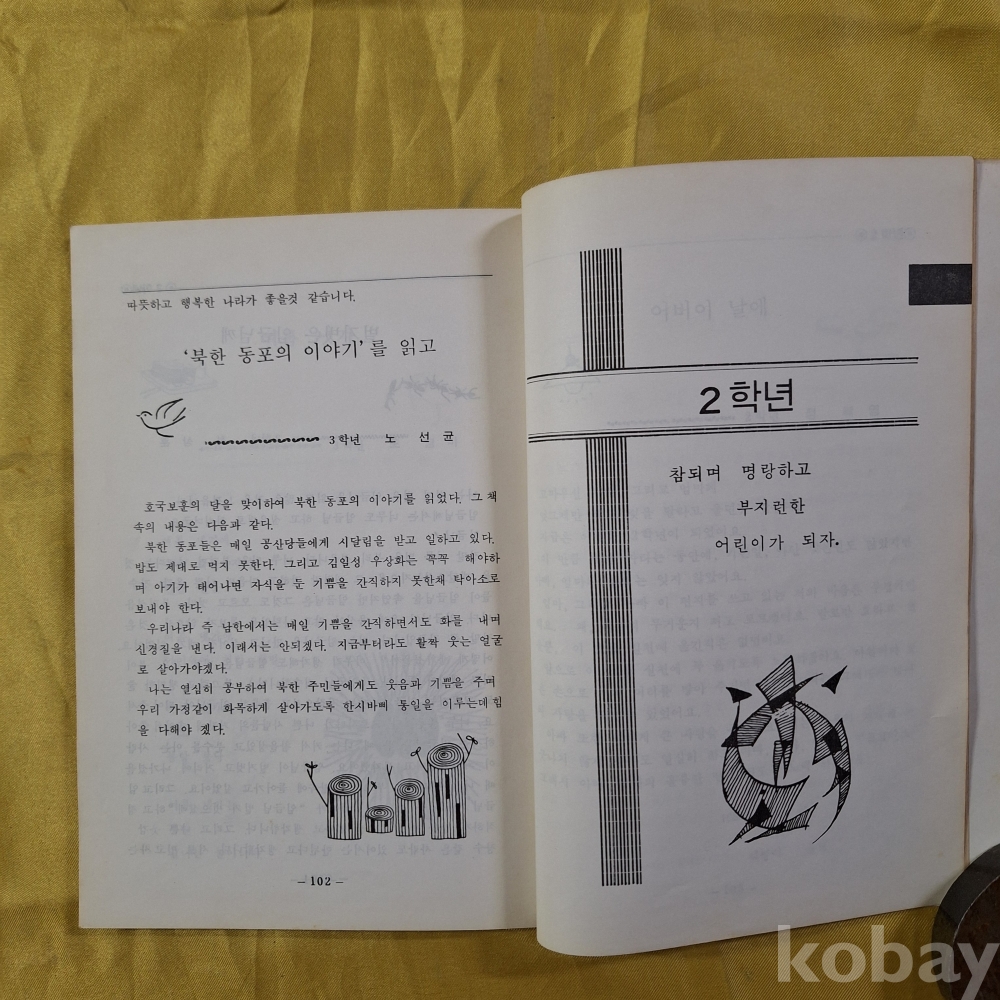 따뜻하고 행복한 나라가 좋을것 같습니다.
‘북한 동포의 이야기’를 읽고
3학년 노 선 균
호국보훈의 달을 맞이하여 북한 동포의 이야기를 읽었다. 그 책
속의 내용은 다음과 같다.
북한 동포들은 매일 공산당들에게 시달림을 받고 일하고 있다.
밥도 제대로 먹지 못한다. 그리고 김일성 우상화는 꼭꼭 해야하
며 아기가 태어나면 자식을 둔 기쁨을 간직하지 못한채 탁아소로
보내야 한다.
우리나라 즉 남한에서는 매일 기쁨을 간직하면서도 화를 내며
신경질을 낸다. 이래서는 안되겠다. 지금부터라도 활짝 웃는 얼굴
로 살아가야겠다.
나는 열심히 공부하여 북한 주민들에게도 웃음과 기쁨을 주며
우리 가정같이 화목하게 살아가도록 한시바삐 통일을 이루는데 힘
을 다해야 겠다.
– 102 –
2학년
참되며 명랑하고
부지런한
어린이가 되자.
kobay